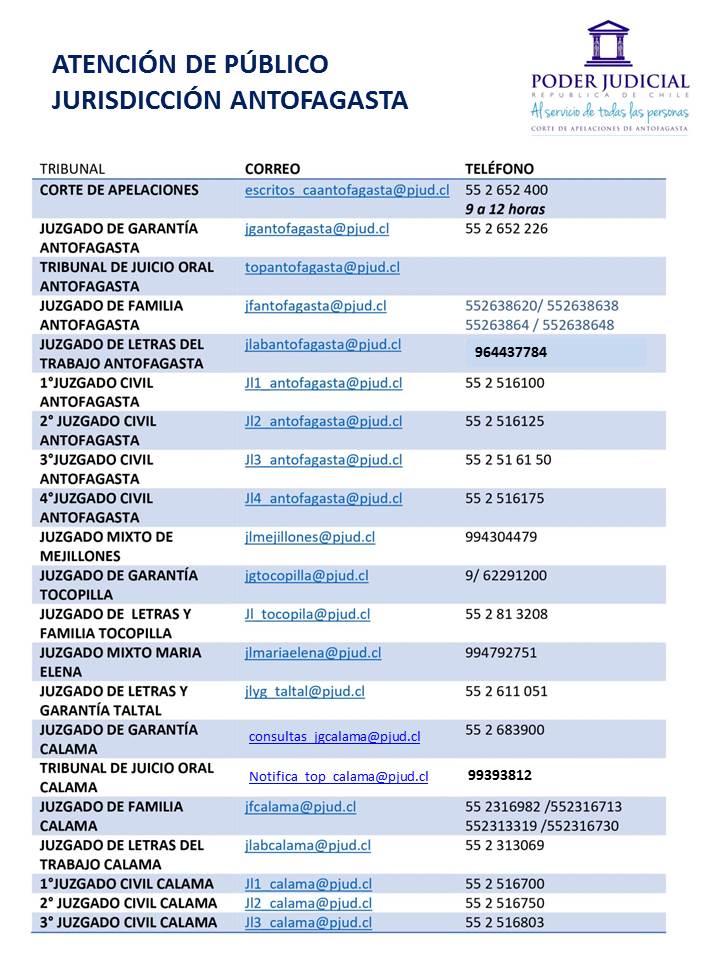 ATENCIÓN DE PÚBLICO
JURISDICCIÓN ANTOFAGASTA
PODER JUDICIAL
REPUBLICA DE CHILE
Al servicio de todas las personas
CORTE DE APELACIONES DE ANTOFAGASTA
TRIBUNAL CORREO TELÉFONO
CORTE DE APELACIONES escritos_caantofagasta@pjud.cl 55 2 652 400
9 a 12 horas
JUZGADO DE GARANTÍA jgantofagasta@pjud.cl 55 2 652 226
ANTOFAGASTA
TRIBUNAL DE JUICIO ORAL topantofagasta@pjud.cl
ANTOFAGASTA
JUZGADO DE FAMILIA jfantofagasta@pjud.cl 552638620/ 552638638
ANTOFAGASTA 55263864 / 552638648
JUZGADO DE LETRAS DEL jlabantofagasta@pjud.cl 964437784
TRABAJO ANTOFAGASTA
1°JUZGADO CIVIL Jl1_antofagasta@pjud.cl 55 2 516100
ANTOFAGASTA
2° JUZGADO CIVIL Jl2_antofagasta@pjud.cl 55 2 516125
ANTOFAGASTA
3°JUZGADO CIVIL Jl3_antofagasta@pjud.cl 55 2 51 61 50
ANTOFAGASTA
4°JUZGADO CIVIL Jl4_antofagasta@pjud.cl 55 2 516175
ANTOFAGASTA
JUZGADO MIXTO DE jlmejillones@pjud.cl 994304479
MEJILLONES
JUZGADO DE GARANTÍA jgtocopilla@pjud.cl 9/ 62291200
TOCOPILLA
JUZGADO DE LETRAS Y Jl_tocopila@pjud.cl 55 2 81 3208
FAMILIA TOCOPILLA
JUZGADO MIXTO MARIA jlmariaelena@pjud.cl 994792751
ELENA
JUZGADO DE LETRAS Y jlyg_taltal@pjud.cl 55 2 611 051
GARANTÍA TALTAL
JUZGADO DE GARANTÍA consultas_jgcalama@pjud.cl 55 2 683900
CALAMA
TRIBUNAL DE JUICIO ORAL Notifica_top_calama@pjud.cl 99393812
CALAMA
JUZGADO DE FAMILIA jfcalama@pjud.cl 55 2316982 /552316713
CALAMA 552313319 /552316730
JUZGADO DE LETRAS DEL jlabcalama@pjud.cl 55 2 313069
TRABAJO CALAMA
1°JUZGADO CIVIL CALAMA Jl1_calama@pjud.cl 55 2 516700
2° JUZGADO CIVIL CALAMA Jl2_calama@pjud.cl 55 2 516750
3° JUZGADO CIVIL CALAMA Jl3_calama@pjud.cl 55 2 516803